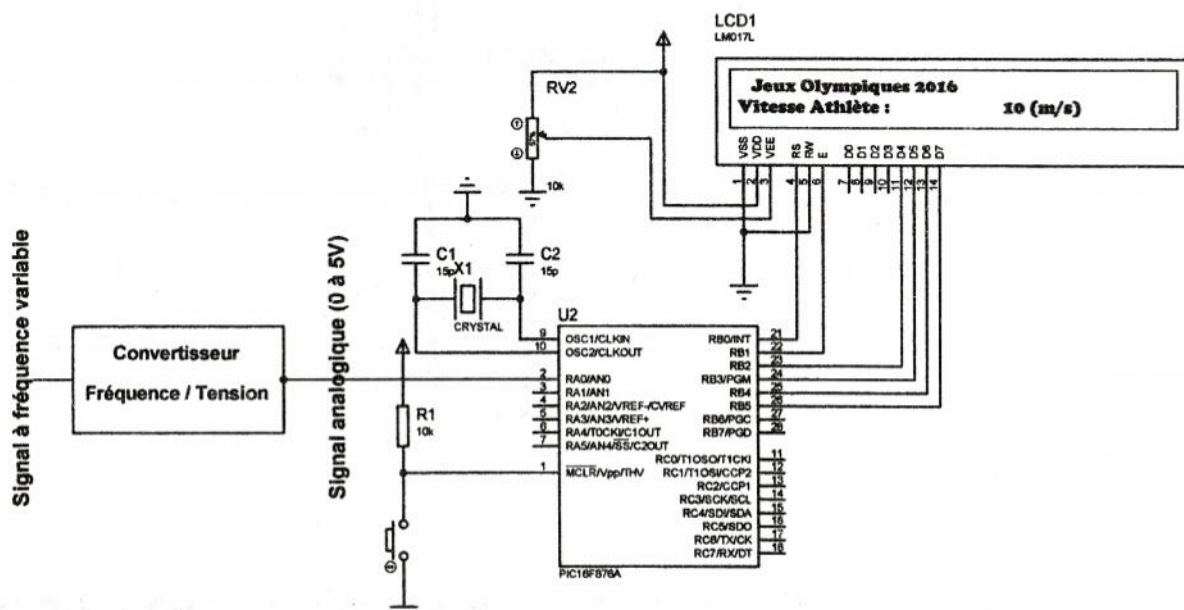 LCD1
LM017L
Jeux Olympiques 2016
Vitesse Athlète : 10 (m/s)
VSS
VDD
VEE
RS
RW
E
D0
D1
D2
D3
D4
D5
D6
D7
1
2
3
4
5
6
7
8
9
10
11
12
13
14
RV2
10k
C1
15p
X1
CRYSTAL
C2
15p
Signal à fréquence variable
Convertisseur
Fréquence / Tension
Signal analogique (0 à 5V)
R1
10k
U2
9 OSC1/CLKIN
10 OSC2/CLKOUT
2 RA0/AN0
3 RA1/AN1
4 RA2/AN2/VREF-/CVREF
5 RA3/AN3/VREF+
6 RA4/T0CKI/C1OUT
7 RA5/AN4/SS/C2OUT
1 MCLR/Vpp/THV
RB0/INT 21
RB1 22
RB2 23
RB3/PGM 24
RB4 25
RB5 26
RB6/PGC 27
RB7/PGD 28
RC0/T1OSO/T1CKI 11
RC1/T1OSI/CCP2 12
RC2/CCP1 13
RC3/SCK/SCL 14
RC4/SDI/SDA 15
RC5/SDO 16
RC6/TX/CK 17
RC7/RX/DT 18
PIC16F876A